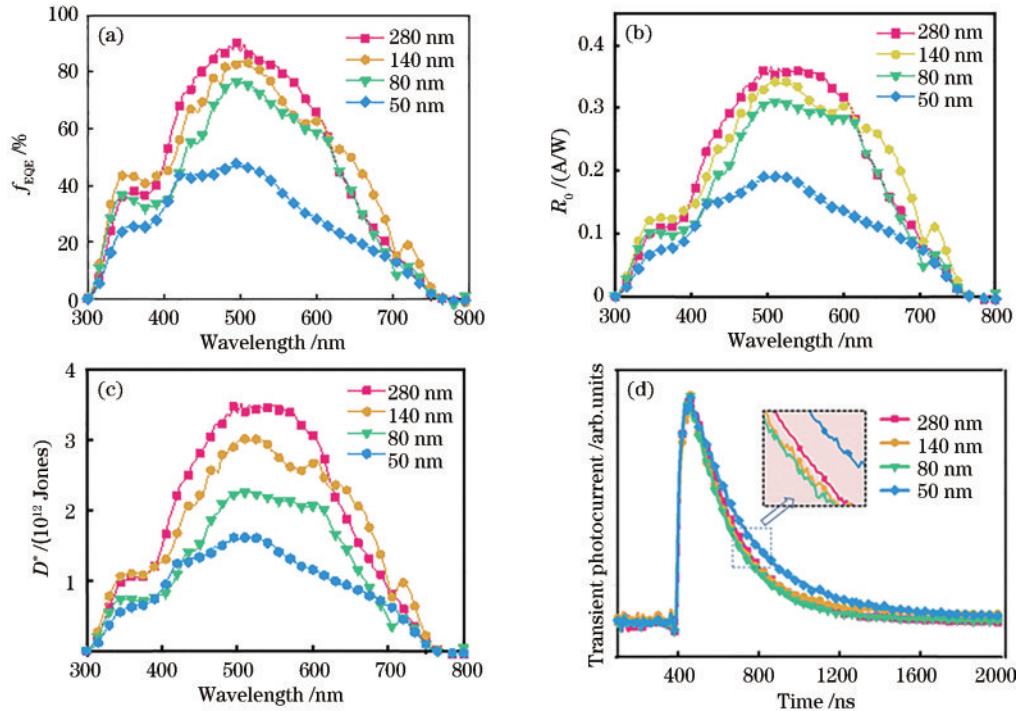 (a)
280 nm
140 nm
80 nm
50 nm
100
80
60
40
20
0
f_EQE /%
300 400 500 600 700 800
Wavelength /nm
(b)
280 nm
140 nm
80 nm
50 nm
0.4
0.3
0.2
0.1
0
R₀ /(A/W)
300 400 500 600 700 800
Wavelength /nm
(c)
280 nm
140 nm
80 nm
50 nm
4
3
2
1
D* /(10¹² Jones)
300 400 500 600 700 800
Wavelength /nm
(d)
280 nm
140 nm
80 nm
50 nm
Transient photocurrent /arb.units
400 800 1200 1600 2000
Time /ns